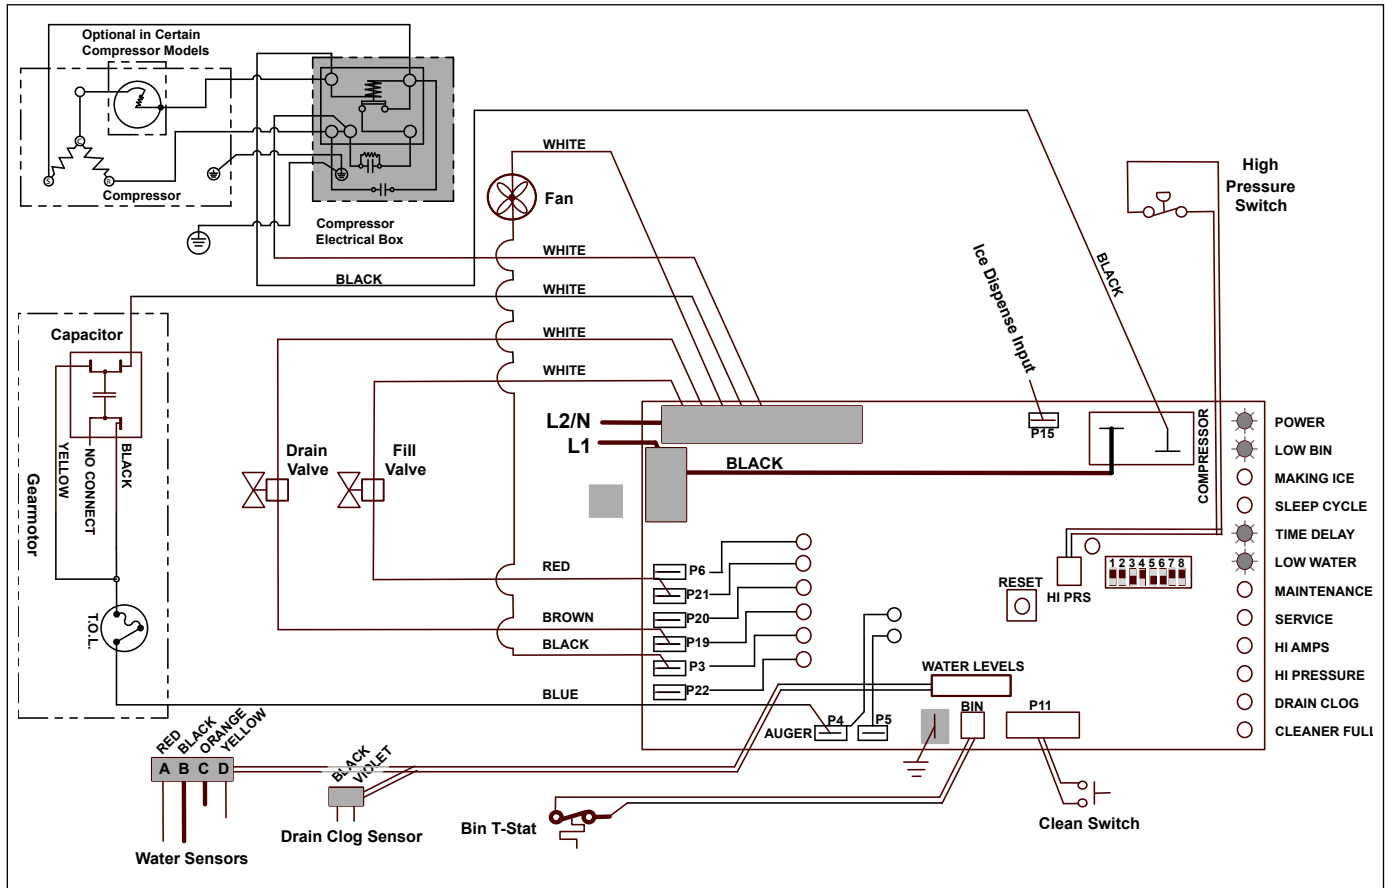 Optional in Certain
Compressor Models
C
S
R
Compressor
Compressor
Electrical Box
WHITE
Fan
WHITE
BLACK
WHITE
WHITE
WHITE
High
Pressure
Switch
BLACK
Ice Dispense Input
Capacitor
YELLOW
NO CONNECT
BLACK
Gearmotor
T.O.L.
Drain
Valve
Fill
Valve
L2/N
L1
BLACK
P15
COMPRESSOR
POWER
LOW BIN
MAKING ICE
SLEEP CYCLE
TIME DELAY
LOW WATER
MAINTENANCE
SERVICE
HI AMPS
HI PRESSURE
DRAIN CLOG
CLEANER FULL
1 2 3 4 5 6 7 8
HI PRS
RESET
RED
BROWN
BLACK
BLUE
P6
P21
P20
P19
P3
P22
WATER LEVELS
AUGER
P4
P5
BIN
P11
RED
BLACK
ORANGE
YELLOW
A B C D
Water Sensors
BLACK
VIOLET
Drain Clog Sensor
Bin T-Stat
Clean Switch